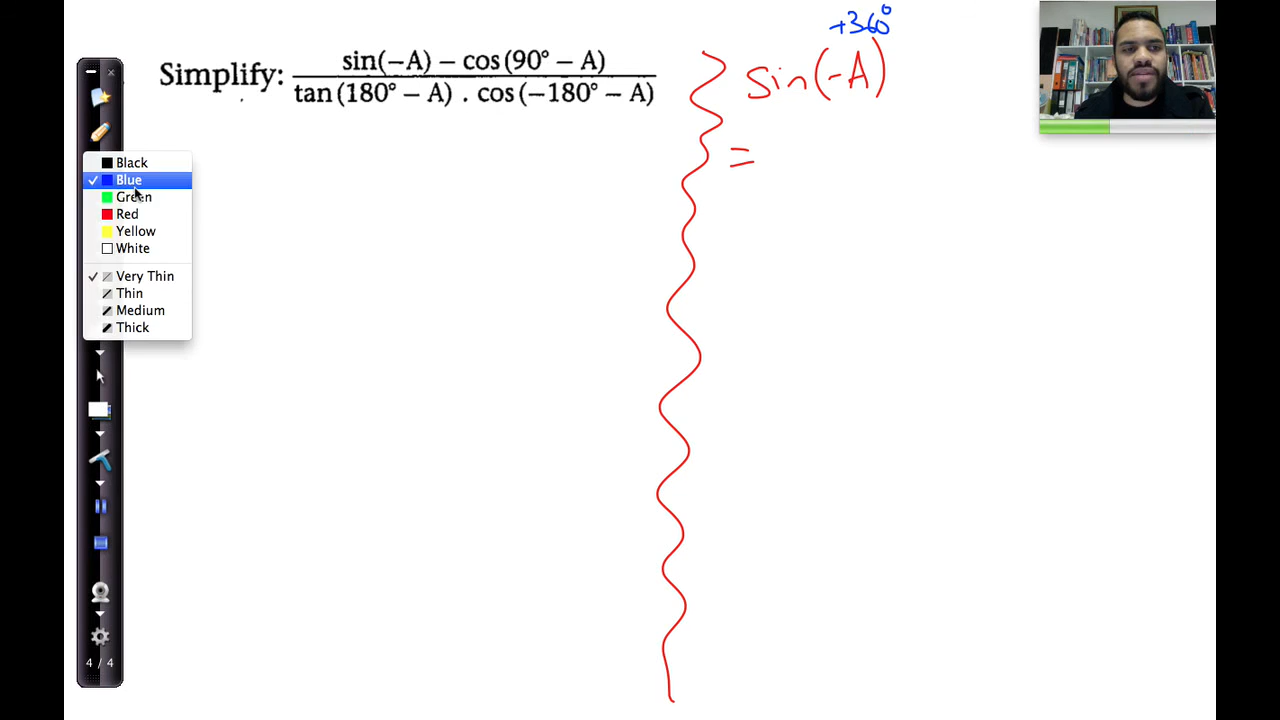 Simplify: sin(−A) − cos(90° − A)
tan(180° − A) . cos(−180° − A)
+360°
sin(-A)
=
Black
Blue
Green
Red
Yellow
White
Very Thin
Thin
Medium
Thick
4 / 4